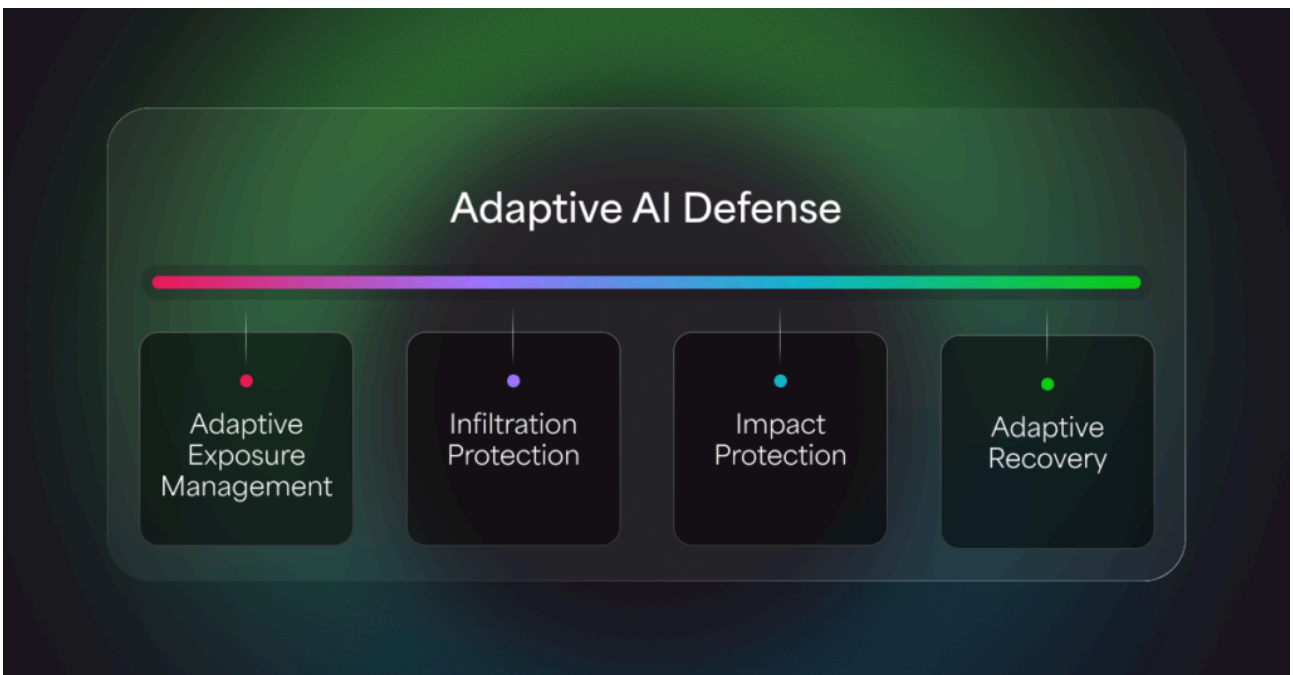 Adaptive AI Defense
Adaptive
Exposure
Management
Infiltration
Protection
Impact
Protection
Adaptive
Recovery